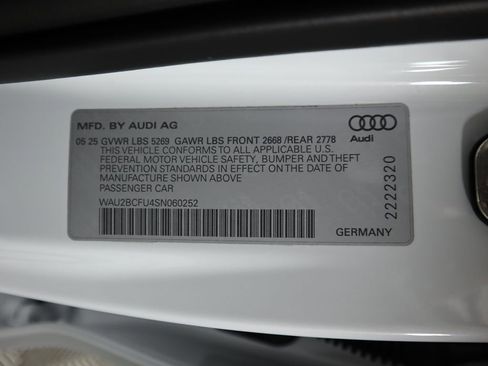 MFD. BY AUDI AG
05 25 GVWR LBS 5269 GAWR LBS FRONT 2668 /REAR 2778
THIS VEHICLE CONFORMS TO ALL APPLICABLE U.S.
FEDERAL MOTOR VEHICLE SAFETY, BUMPER AND THEFT
PREVENTION STANDARDS IN EFFECT ON THE DATE OF
MANUFACTURE SHOWN ABOVE
PASSENGER CAR
WAU2BCFU4SN060252
Audi
2222320
GERMANY